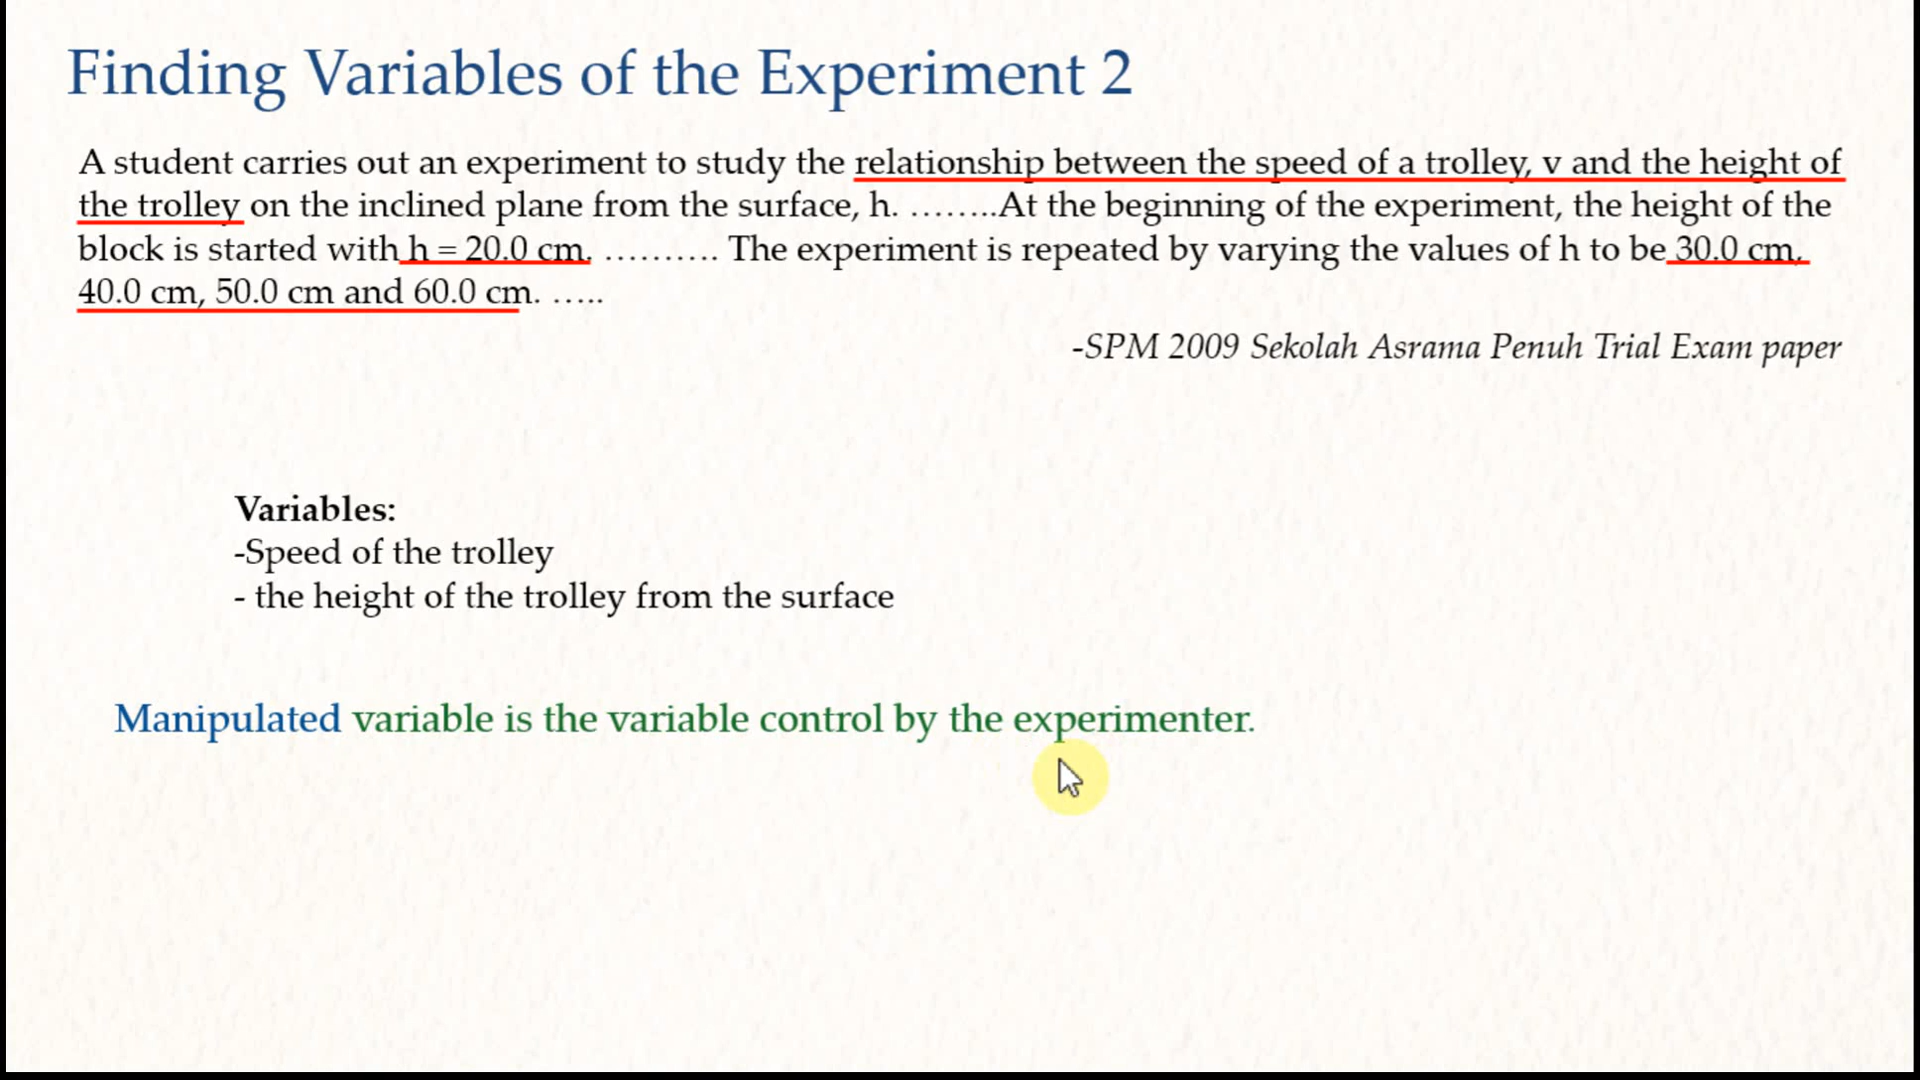 Finding Variables of the Experiment 2
A student carries out an experiment to study the relationship between the speed of a trolley, v and the height of
the trolley on the inclined plane from the surface, h. ........At the beginning of the experiment, the height of the
block is started with h = 20.0 cm. .......... The experiment is repeated by varying the values of h to be 30.0 cm,
40.0 cm, 50.0 cm and 60.0 cm. .....
-SPM 2009 Sekolah Asrama Penuh Trial Exam paper
Variables:
-Speed of the trolley
- the height of the trolley from the surface
Manipulated variable is the variable control by the experimenter.